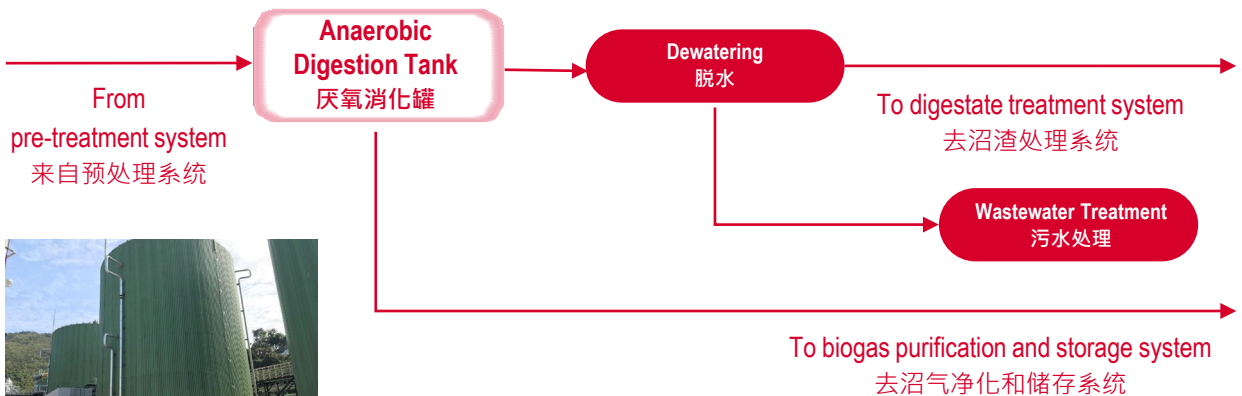 Anaerobic
Digestion Tank
厌氧消化罐
Dewatering
脱水
From
pre-treatment system
来自预处理系统
To digestate treatment system
去沼渣处理系统
Wastewater Treatment
污水处理
To biogas purification and storage system
去沼气净化和储存系统